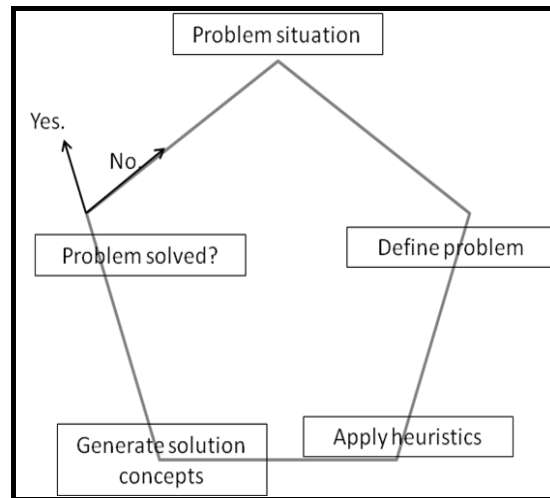 Problem situation
Yes.
No.
Problem solved?
Define problem
Generate solution
concepts
Apply heuristics